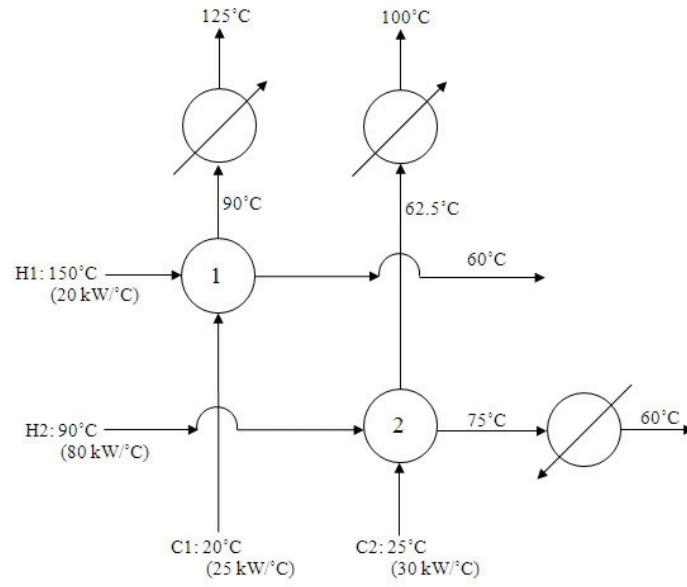 125˚C
100˚C
90˚C
62.5˚C
H1: 150˚C
(20 kW/˚C)
1
60˚C
H2: 90˚C
(80 kW/˚C)
2
75˚C
60˚C
C1: 20˚C
(25 kW/˚C)
C2: 25˚C
(30 kW/˚C)